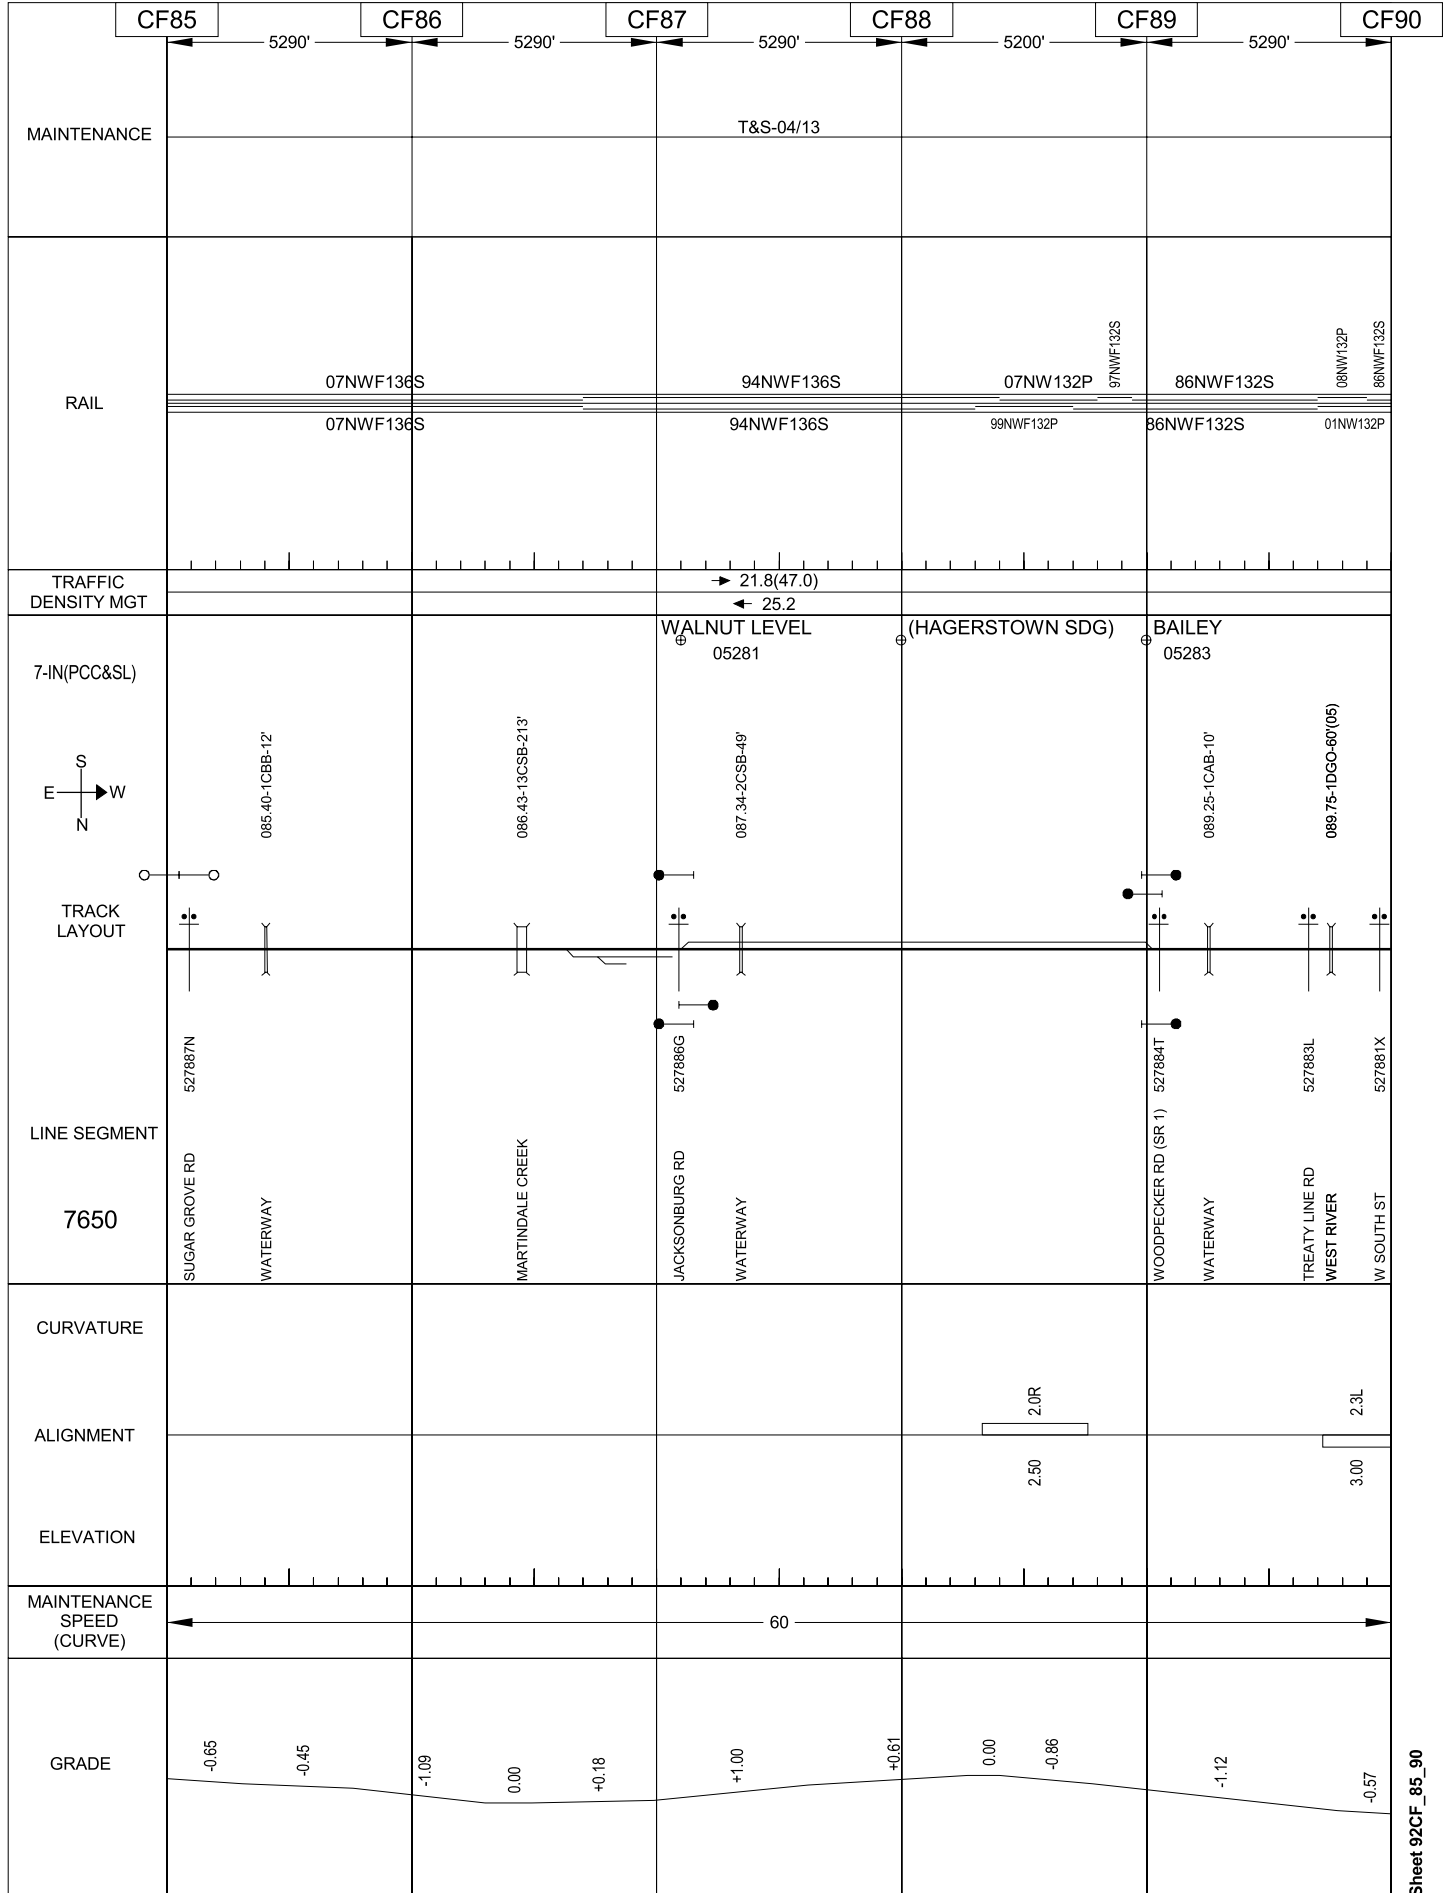 CF85 CF86 CF87 CF88 CF89 CF90
5290' 5290' 5290' 5200' 5290'
MAINTENANCE
T&S-04/13
RAIL
97NWF132S
08NW132P
86NWF132S
07NWF136S 94NWF136S 07NW132P 86NWF132S
07NWF136S 94NWF136S 99NWF132P 86NWF132S 01NW132P
TRAFFIC
DENSITY MGT
21.8(47.0)
25.2
WALNUT LEVEL (HAGERSTOWN SDG) BAILEY
05281 05283
7-IN(PCC&SL)
S
E W
N
085.40-1CBB-12'
086.43-13CSB-213'
087.34-2CSB-49'
089.25-1CAB-10'
089.75-1DGO-60'(05)
TRACK
LAYOUT
527887N
527886G
527884T
527883L
527881X
LINE SEGMENT
7650
SUGAR GROVE RD
WATERWAY
MARTINDALE CREEK
JACKSONBURG RD
WATERWAY
WOODPECKER RD (SR 1)
WATERWAY
TREATY LINE RD
WEST RIVER
W SOUTH ST
CURVATURE
2.0R
2.3L
ALIGNMENT
2.50
3.00
ELEVATION
MAINTENANCE
SPEED
(CURVE)
60
GRADE
-0.65
-0.45
-1.09
0.00
+0.18
+1.00
+0.61
0.00
-0.86
-1.12
-0.57
Sheet 92CF_85_90